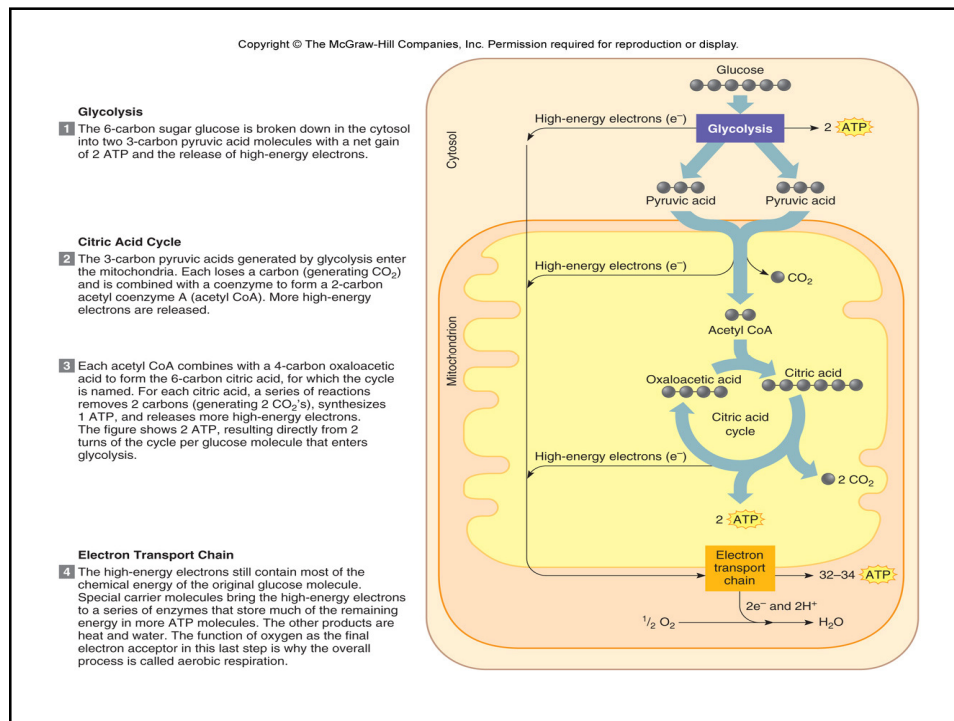 Copyright © The McGraw-Hill Companies, Inc. Permission required for reproduction or display.
Glycolysis
1 The 6-carbon sugar glucose is broken down in the cytosol
into two 3-carbon pyruvic acid molecules with a net gain
of 2 ATP and the release of high-energy electrons.
Citric Acid Cycle
2 The 3-carbon pyruvic acids generated by glycolysis enter
the mitochondria. Each loses a carbon (generating CO₂)
and is combined with a coenzyme to form a 2-carbon
acetyl coenzyme A (acetyl CoA). More high-energy
electrons are released.
3 Each acetyl CoA combines with a 4-carbon oxaloacetic
acid to form the 6-carbon citric acid, for which the cycle
is named. For each citric acid, a series of reactions
removes 2 carbons (generating 2 CO₂'s), synthesizes
1 ATP, and releases more high-energy electrons.
The figure shows 2 ATP, resulting directly from 2
turns of the cycle per glucose molecule that enters
glycolysis.
Electron Transport Chain
4 The high-energy electrons still contain most of the
chemical energy of the original glucose molecule.
Special carrier molecules bring the high-energy electrons
to a series of enzymes that store much of the remaining
energy in more ATP molecules. The other products are
heat and water. The function of oxygen as the final
electron acceptor in this last step is why the overall
process is called aerobic respiration.
Glucose
High-energy electrons (e⁻)
Glycolysis
2 ATP
Cytosol
Pyruvic acid
Pyruvic acid
High-energy electrons (e⁻)
CO₂
Acetyl CoA
Mitochondrion
Oxaloacetic acid
Citric acid
Citric acid
cycle
High-energy electrons (e⁻)
2 CO₂
2 ATP
Electron
transport
chain
32–34 ATP
2e⁻ and 2H⁺
½ O₂
H₂O